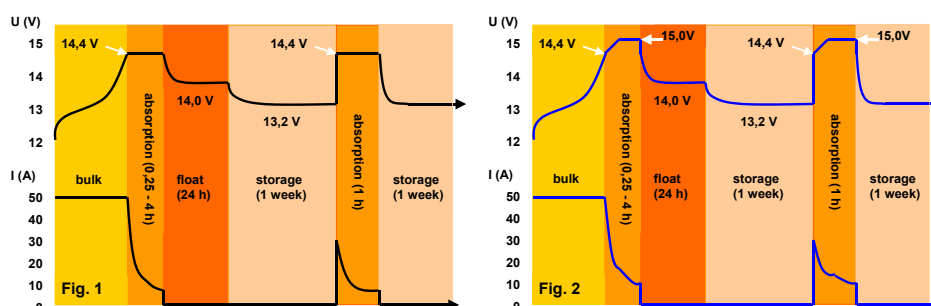 U (V)
15
14
13
12
14,4 V
14,0 V
13,2 V
14,4 V
I (A)
50
40
30
20
10
0
bulk
absorption (0,25 - 4 h)
float
(24 h)
storage
(1 week)
absorption (1 h)
storage
(1 week)
Fig. 1
U (V)
15
14
13
12
14,4 V
15,0V
14,0 V
13,2 V
14,4 V
15,0V
I (A)
50
40
30
20
10
0
bulk
absorption (0,25 - 4 h)
float
(24 h)
storage
(1 week)
absorption (1 h)
storage
(1 week)
Fig. 2